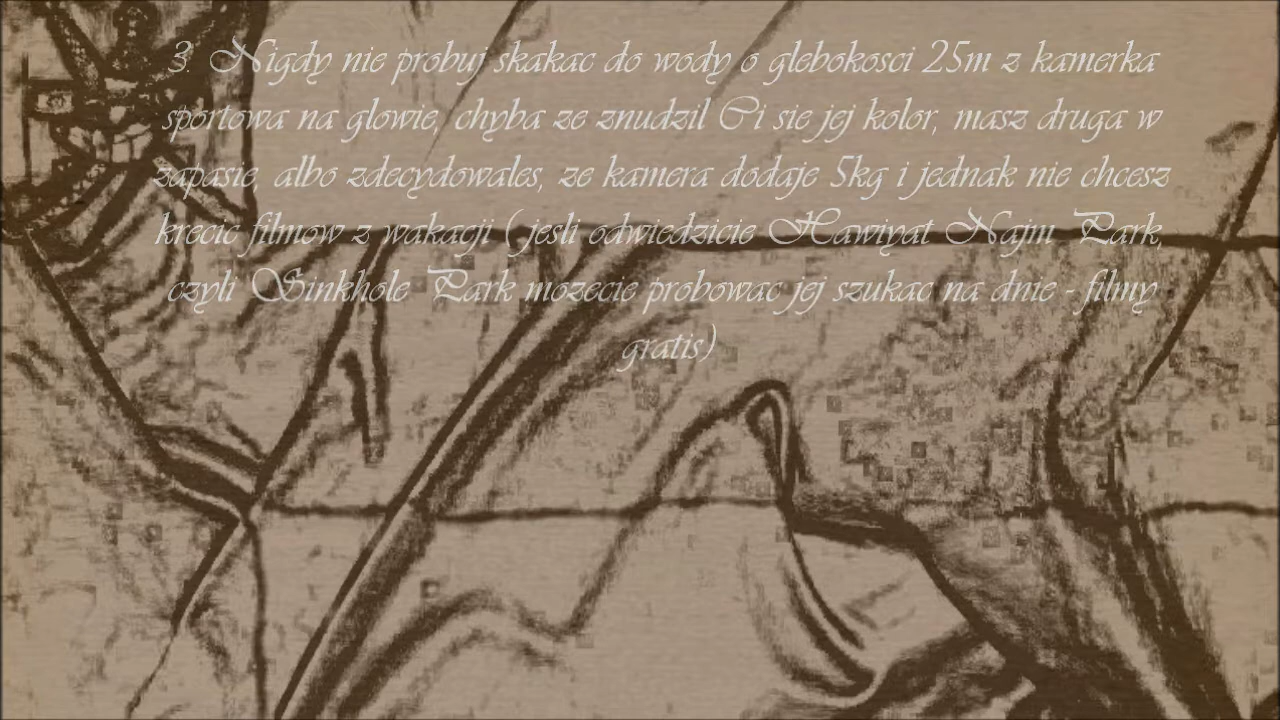 3. Nigdy nie probuj skakac do wody o glebokosci 25m z kamerka
sportowa na glowie, chyba ze znudzil Ci sie jej kolor, masz druga w
zapasie albo zdecydowales, ze kamera dodaje 5kg i jednak nie chcesz
krecic filmow z wakacji ( jesli odwiedzicie Hawiyat Najm Park,
czyli Sinkhole Park mozecie probowac jej szukac na dnie - filmy
gratis)